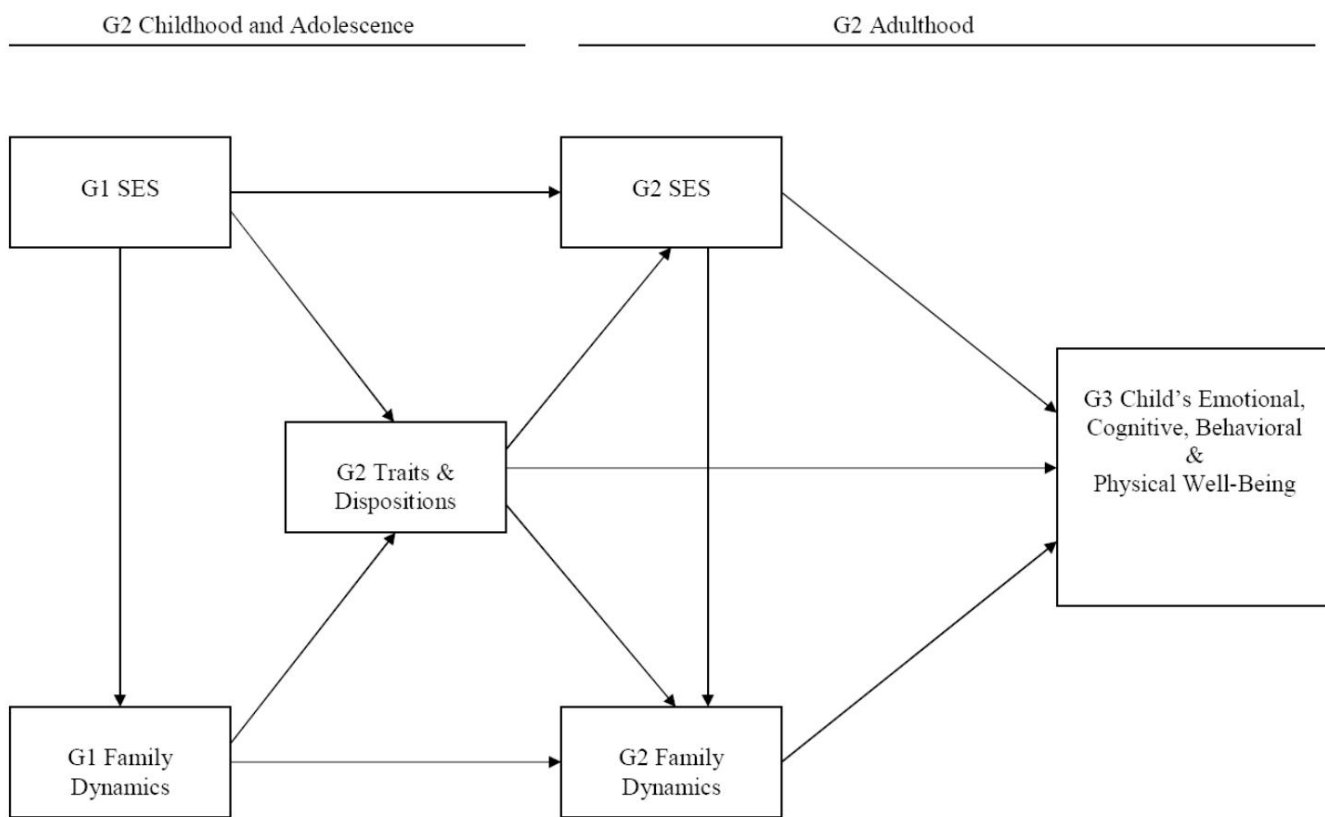 G2 Childhood and Adolescence
G2 Adulthood
G1 SES
G2 SES
G3 Child’s Emotional,
Cognitive, Behavioral
&
Physical Well-Being
G2 Traits &
Dispositions
G1 Family
Dynamics
G2 Family
Dynamics